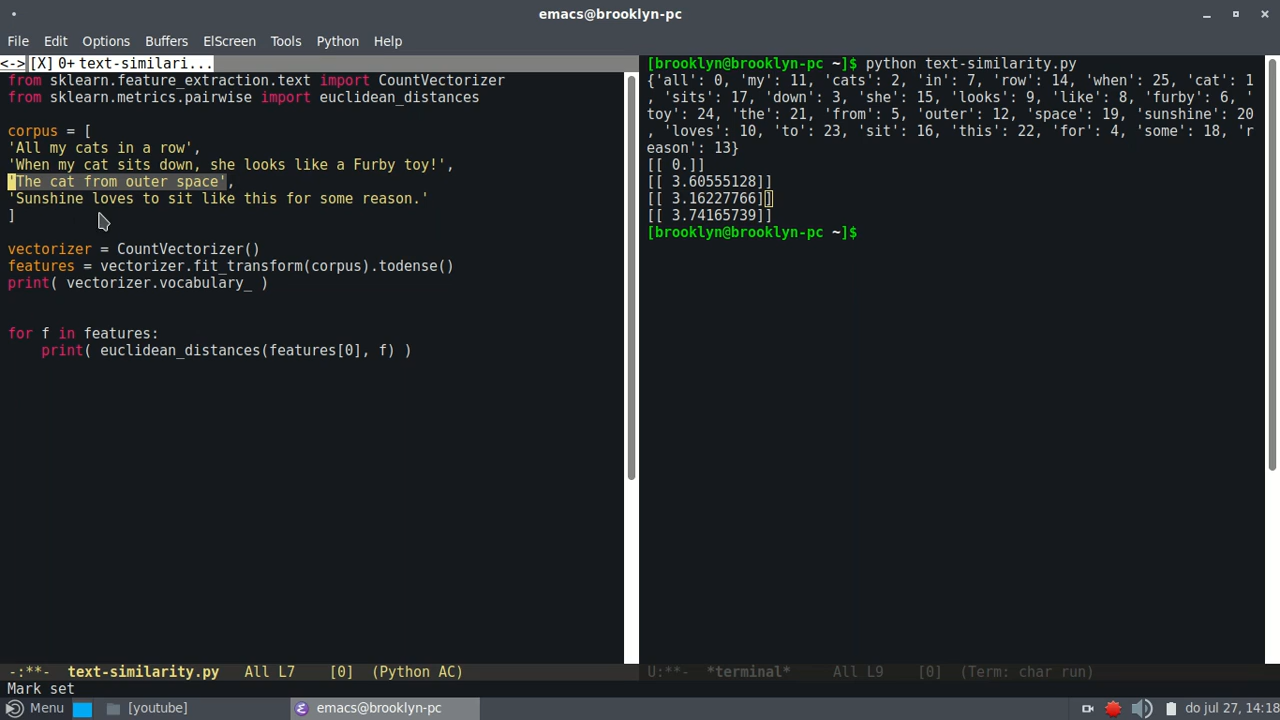 emacs@brooklyn-pc
File Edit Options Buffers ElScreen Tools Python Help
<->[X] 0+ text-similari...
from sklearn.feature_extraction.text import CountVectorizer
from sklearn.metrics.pairwise import euclidean_distances
corpus = [
'All my cats in a row',
'When my cat sits down, she looks like a Furby toy!',
'The cat from outer space',
'Sunshine loves to sit like this for some reason.'
]
vectorizer = CountVectorizer()
features = vectorizer.fit_transform(corpus).todense()
print( vectorizer.vocabulary_ )
for f in features:
    print( euclidean_distances(features[0], f) )
-:**-  text-similarity.py   All L7    [0]  (Python AC)
Mark set
[brooklyn@brooklyn-pc ~]$ python text-similarity.py
{'all': 0, 'my': 11, 'cats': 2, 'in': 7, 'row': 14, 'when': 25, 'cat': 1
, 'sits': 17, 'down': 3, 'she': 15, 'looks': 9, 'like': 8, 'furby': 6, '
toy': 24, 'the': 21, 'from': 5, 'outer': 12, 'space': 19, 'sunshine': 20
, 'loves': 10, 'to': 23, 'sit': 16, 'this': 22, 'for': 4, 'some': 18, 'r
eason': 13}
[[ 0.]]
[[ 3.60555128]]
[[ 3.16227766]]
[[ 3.74165739]]
[brooklyn@brooklyn-pc ~]$
U:**-  *terminal*     All L9    [0]  (Term: char run)
Menu [youtube] emacs@brooklyn-pc do jul 27, 14:18